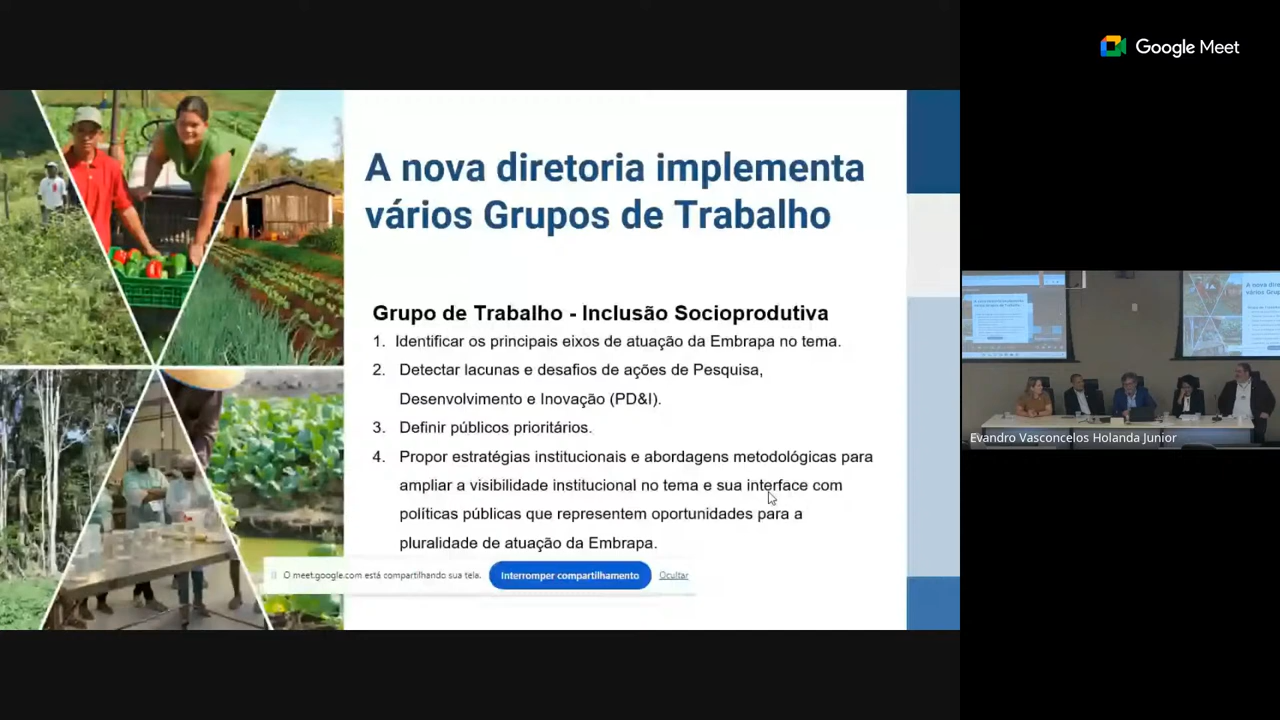 Google Meet
A nova diretoria implementa
vários Grupos de Trabalho
Grupo de Trabalho - Inclusão Socioprodutiva
1. Identificar os principais eixos de atuação da Embrapa no tema.
2. Detectar lacunas e desafios de ações de Pesquisa,
Desenvolvimento e Inovação (PD&I).
3. Definir públicos prioritários.
4. Propor estratégias institucionais e abordagens metodológicas para
ampliar a visibilidade institucional no tema e sua interface com
políticas públicas que representem oportunidades para a
pluralidade de atuação da Embrapa.
O meet.google.com está compartilhando sua tela.
Interromper compartilhamento
Ocultar
Evandro Vasconcelos Holanda Junior